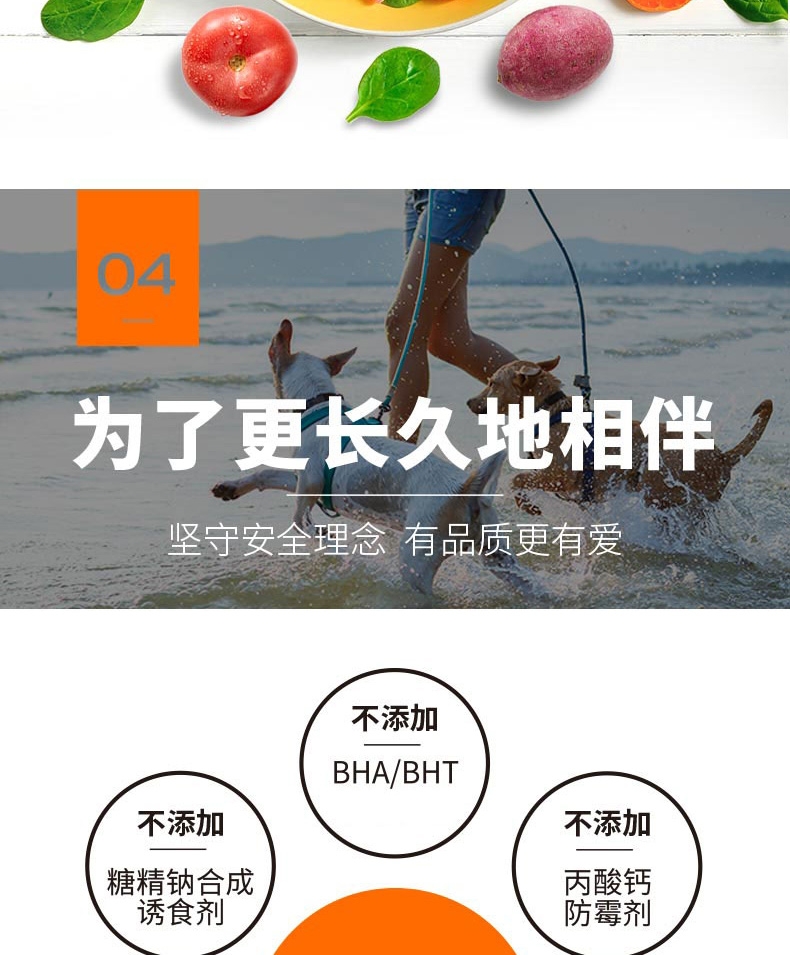 04
为了更长久地相伴
坚守安全理念 有品质更有爱
不添加
BHA/BHT
不添加
糖精钠合成
诱食剂
不添加
丙酸钙
防霉剂